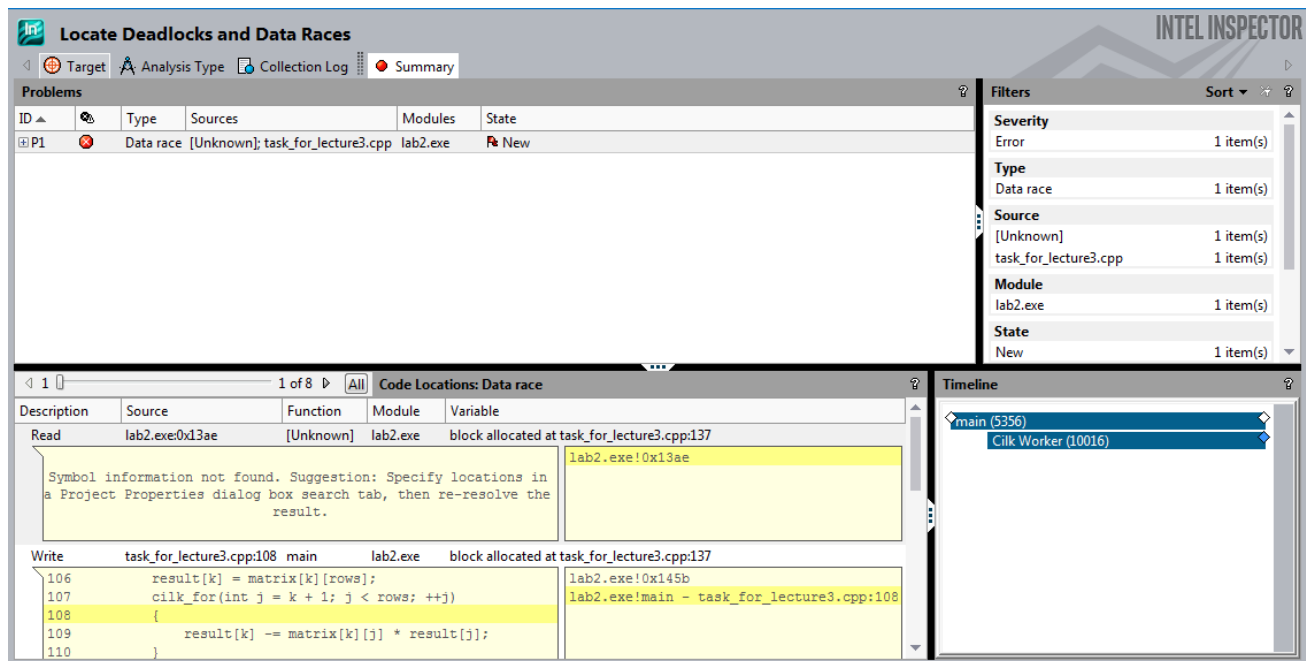 INTEL INSPECTOR
In
Locate Deadlocks and Data Races
Target Analysis Type Collection Log Summary
Problems ?
ID Type Sources Modules State
P1 Data race [Unknown]; task_for_lecture3.cpp lab2.exe New
Filters Sort ?
Severity
Error 1 item(s)
Type
Data race 1 item(s)
Source
[Unknown] 1 item(s)
task_for_lecture3.cpp 1 item(s)
Module
lab2.exe 1 item(s)
State
New 1 item(s)
1 1 of 8 All Code Locations: Data race ?
Description Source Function Module Variable
Read lab2.exe:0x13ae [Unknown] lab2.exe block allocated at task_for_lecture3.cpp:137
Symbol information not found. Suggestion: Specify locations in
a Project Properties dialog box search tab, then re-resolve the
result.
lab2.exe!0x13ae
Write task_for_lecture3.cpp:108 main lab2.exe block allocated at task_for_lecture3.cpp:137
106 result[k] = matrix[k][rows];
107 cilk_for(int j = k + 1; j < rows; ++j)
108 {
109 result[k] -= matrix[k][j] * result[j];
110 }
lab2.exe!0x145b
lab2.exe!main - task_for_lecture3.cpp:108
Timeline ?
main (5356)
Cilk Worker (10016)